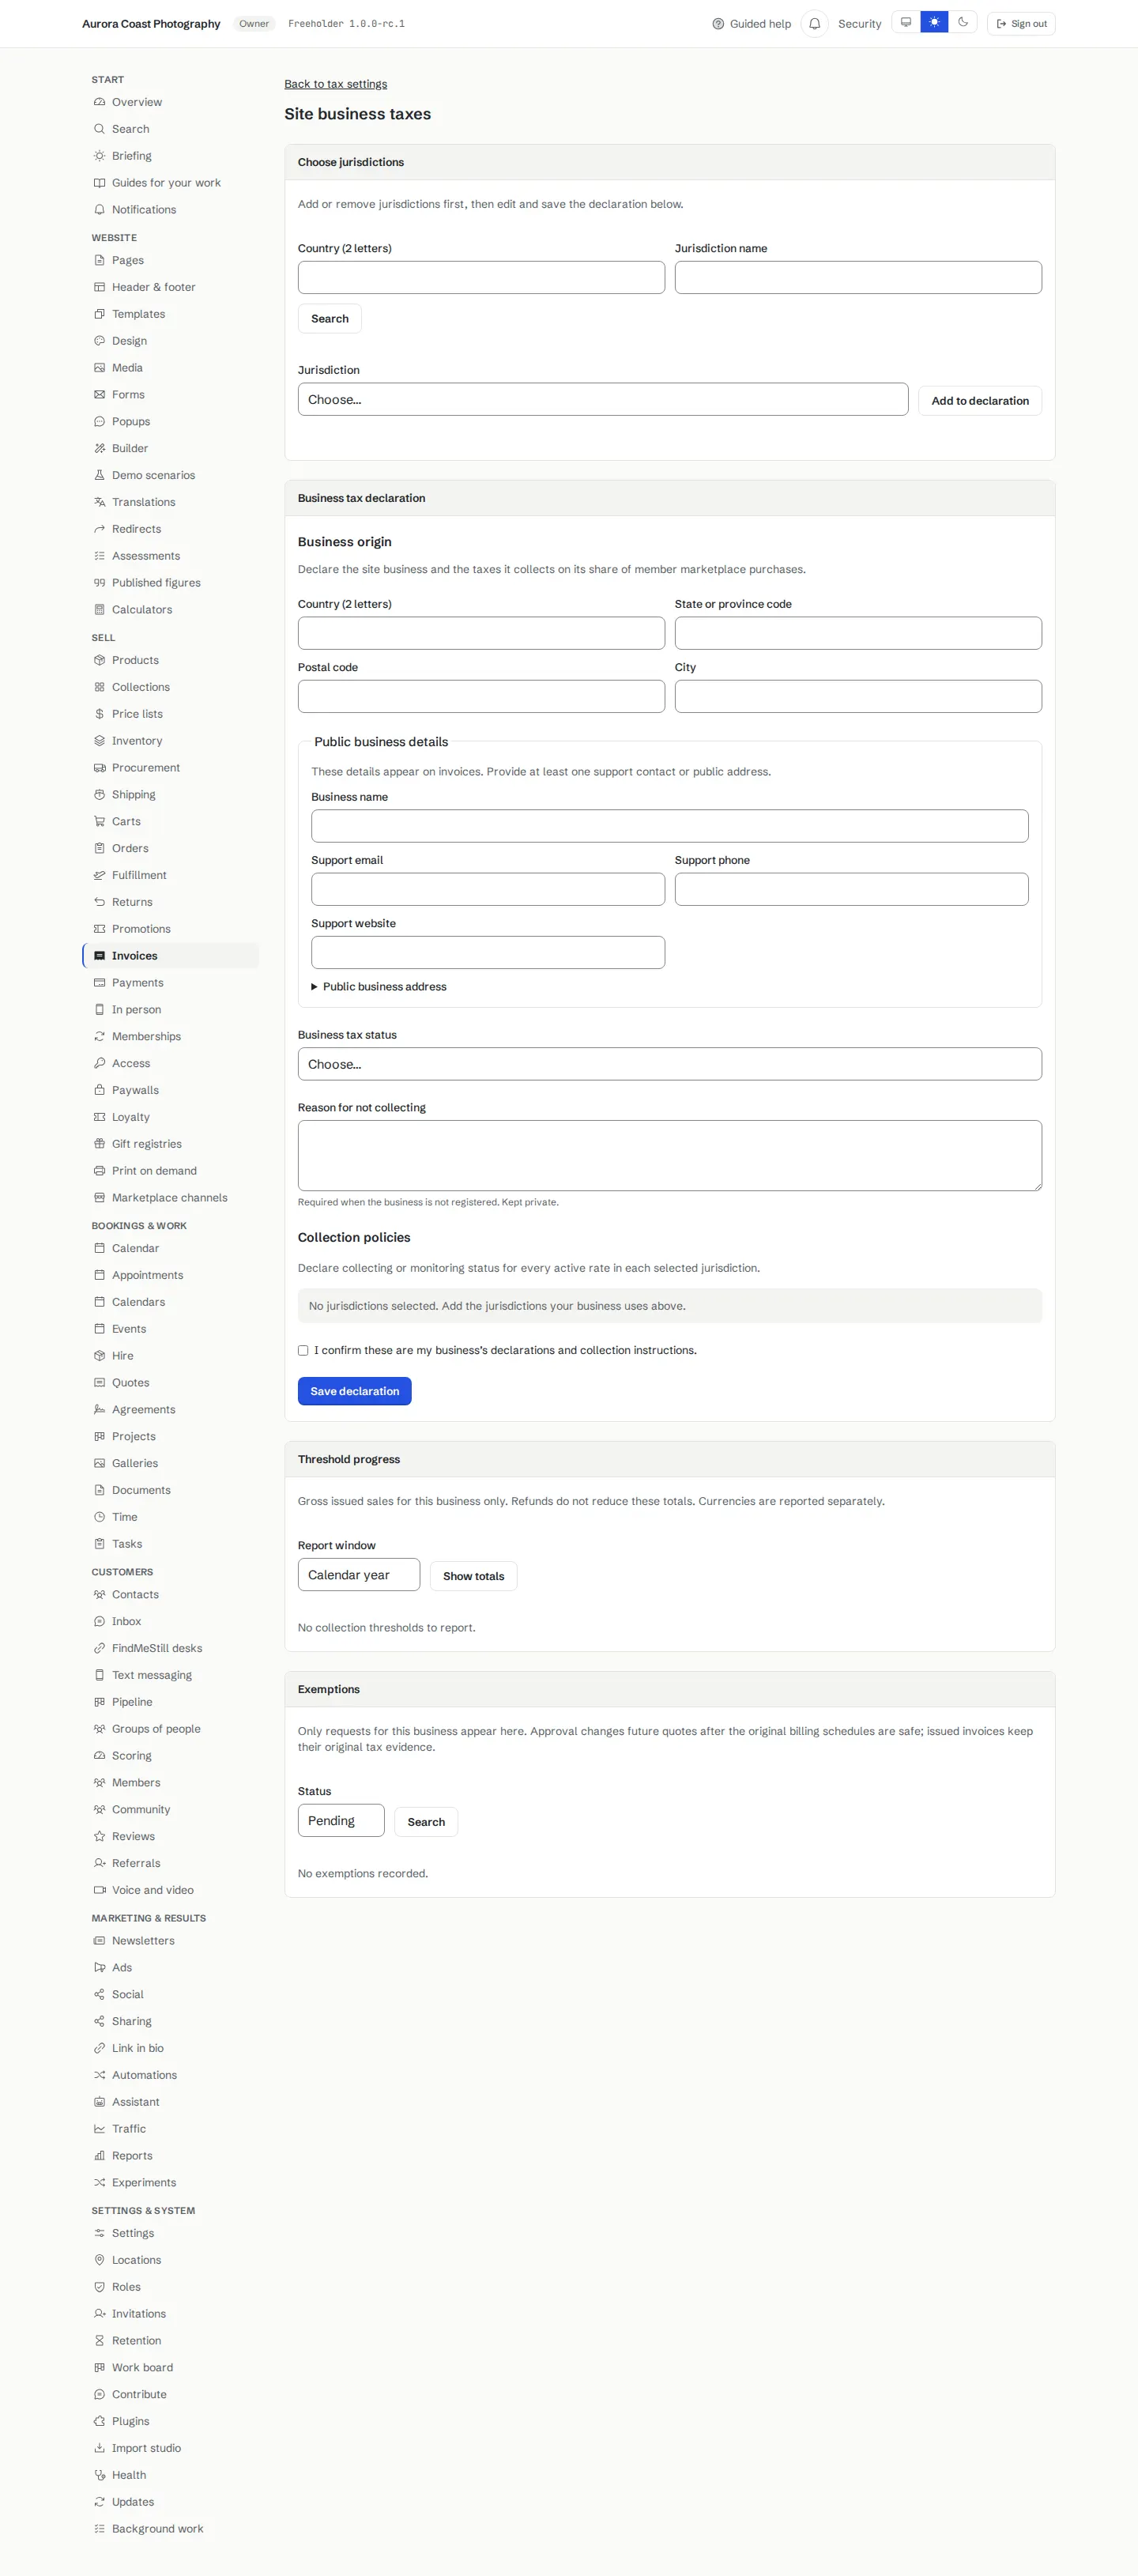 Aurora Coast Photography
Owner
Freeholder 1.0.0-rc.1
Guided help
Security
Sign out
START
Overview
Search
Briefing
Guides for your work
Notifications
WEBSITE
Pages
Header & footer
Templates
Design
Media
Forms
Popups
Builder
Demo scenarios
Translations
Redirects
Assessments
Published figures
Calculators
SELL
Products
Collections
Price lists
Inventory
Procurement
Shipping
Carts
Orders
Fulfillment
Returns
Promotions
Invoices
Payments
In person
Memberships
Access
Paywalls
Loyalty
Gift registries
Print on demand
Marketplace channels
BOOKINGS & WORK
Calendar
Appointments
Calendars
Events
Hire
Quotes
Agreements
Projects
Galleries
Documents
Time
Tasks
CUSTOMERS
Contacts
Inbox
FindMeStill desks
Text messaging
Pipeline
Groups of people
Scoring
Members
Community
Reviews
Referrals
Voice and video
MARKETING & RESULTS
Newsletters
Ads
Social
Sharing
Link in bio
Automations
Assistant
Traffic
Reports
Experiments
SETTINGS & SYSTEM
Settings
Locations
Roles
Invitations
Retention
Work board
Contribute
Plugins
Import studio
Health
Updates
Background work
Back to tax settings
Site business taxes
Choose jurisdictions
Add or remove jurisdictions first, then edit and save the declaration below.
Country (2 letters)
Jurisdiction name
Search
Jurisdiction
Choose...
Add to declaration
Business tax declaration
Business origin
Declare the site business and the taxes it collects on its share of member marketplace purchases.
Country (2 letters)
State or province code
Postal code
City
Public business details
These details appear on invoices. Provide at least one support contact or public address.
Business name
Support email
Support phone
Support website
Public business address
Business tax status
Choose...
Reason for not collecting
Required when the business is not registered. Kept private.
Collection policies
Declare collecting or monitoring status for every active rate in each selected jurisdiction.
No jurisdictions selected. Add the jurisdictions your business uses above.
I confirm these are my business's declarations and collection instructions.
Save declaration
Threshold progress
Gross issued sales for this business only. Refunds do not reduce these totals. Currencies are reported separately.
Report window
Calendar year
Show totals
No collection thresholds to report.
Exemptions
Only requests for this business appear here. Approval changes future quotes after the original billing schedules are safe; issued invoices keep
their original tax evidence.
Status
Pending
Search
No exemptions recorded.